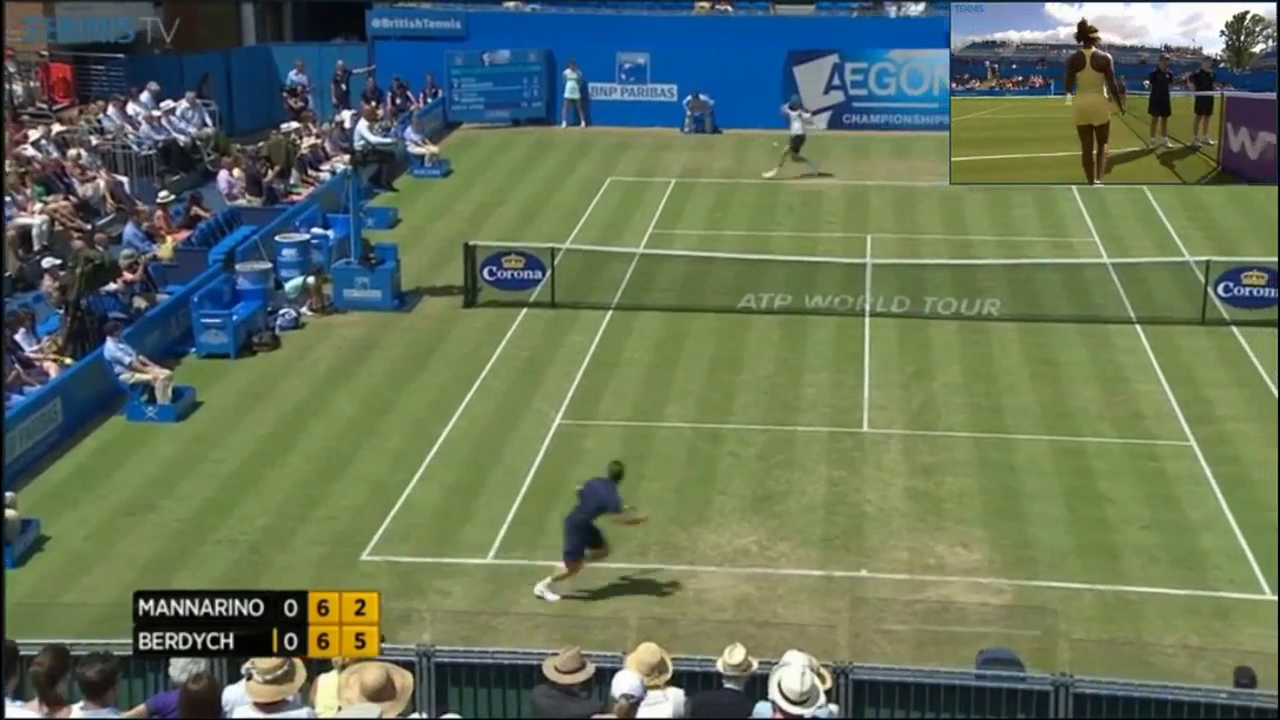 TENNIS TV
@BritishTennis
TENNIS
BNP PARIBAS
AEGON
CHAMPIONSHIPS
W
Corona
ATP WORLD TOUR
Corona
MANNARINO 0 6 2
BERDYCH 0 6 5